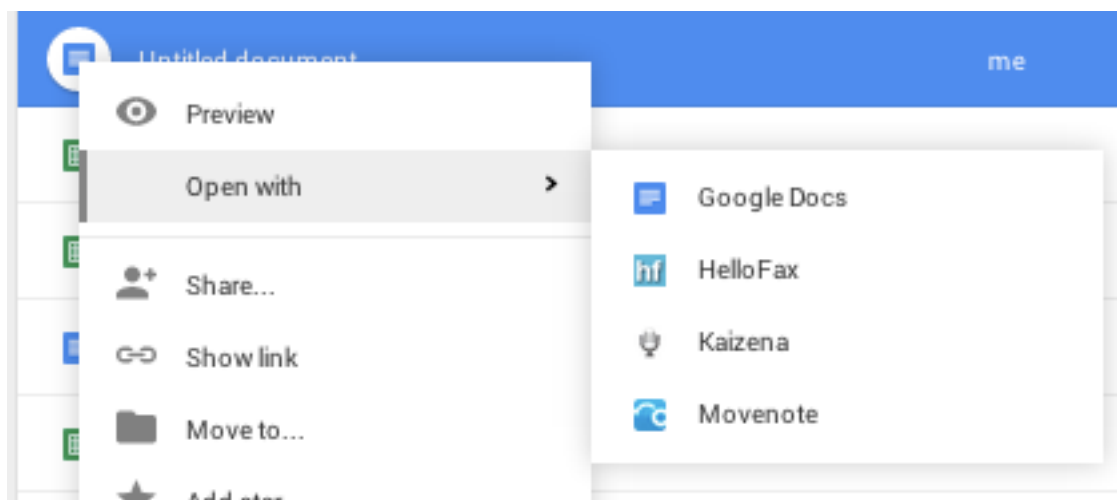 Untitled document
me
Preview
Open with
Share...
Show link
Move to...
Add star
Google Docs
HelloFax
Kaizena
Movenote